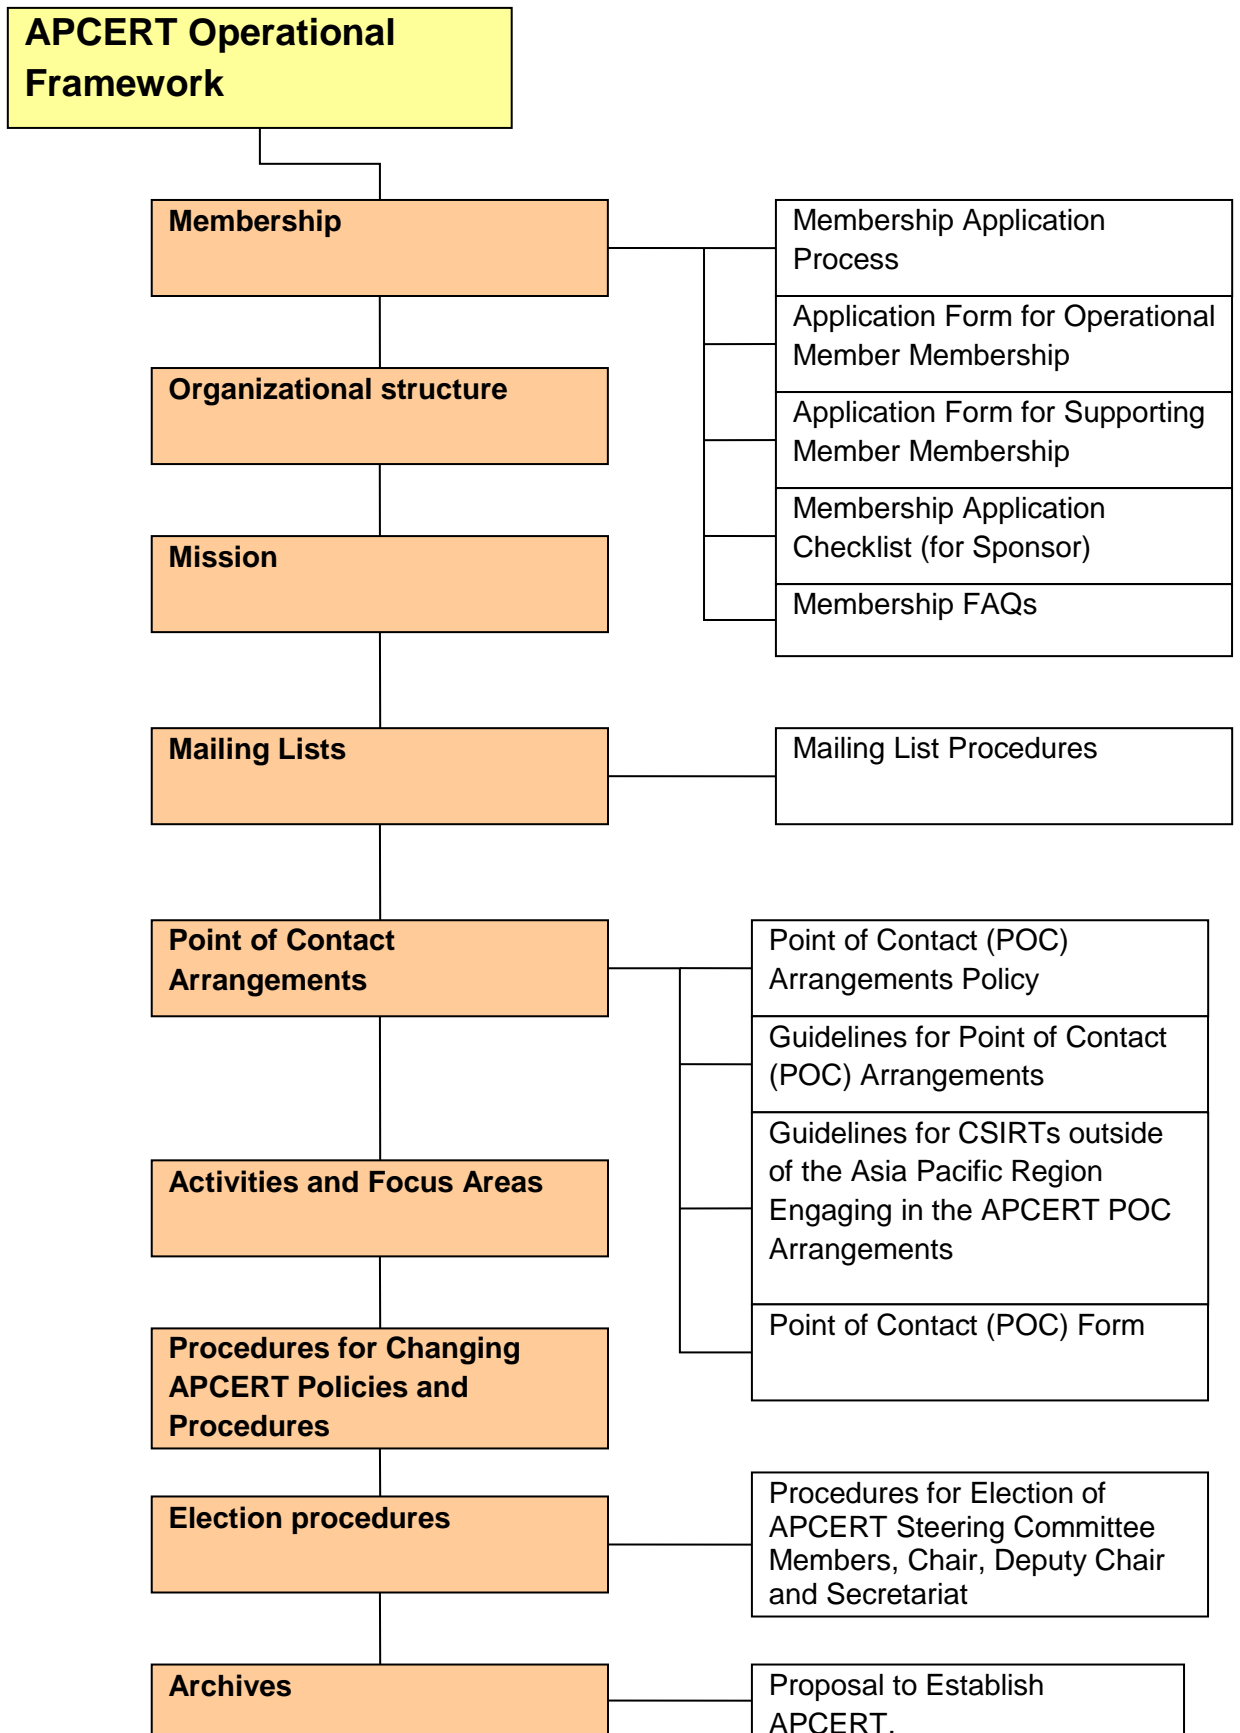 APCERT Operational
Framework
Membership
Membership Application
Process
Application Form for Operational
Member Membership
Application Form for Supporting
Member Membership
Membership Application
Checklist (for Sponsor)
Membership FAQs
Organizational structure
Mission
Mailing Lists
Mailing List Procedures
Point of Contact
Arrangements
Point of Contact (POC)
Arrangements Policy
Guidelines for Point of Contact
(POC) Arrangements
Guidelines for CSIRTs outside
of the Asia Pacific Region
Engaging in the APCERT POC
Arrangements
Point of Contact (POC) Form
Activities and Focus Areas
Procedures for Changing
APCERT Policies and
Procedures
Election procedures
Procedures for Election of
APCERT Steering Committee
Members, Chair, Deputy Chair
and Secretariat
Archives
Proposal to Establish
APCERT.